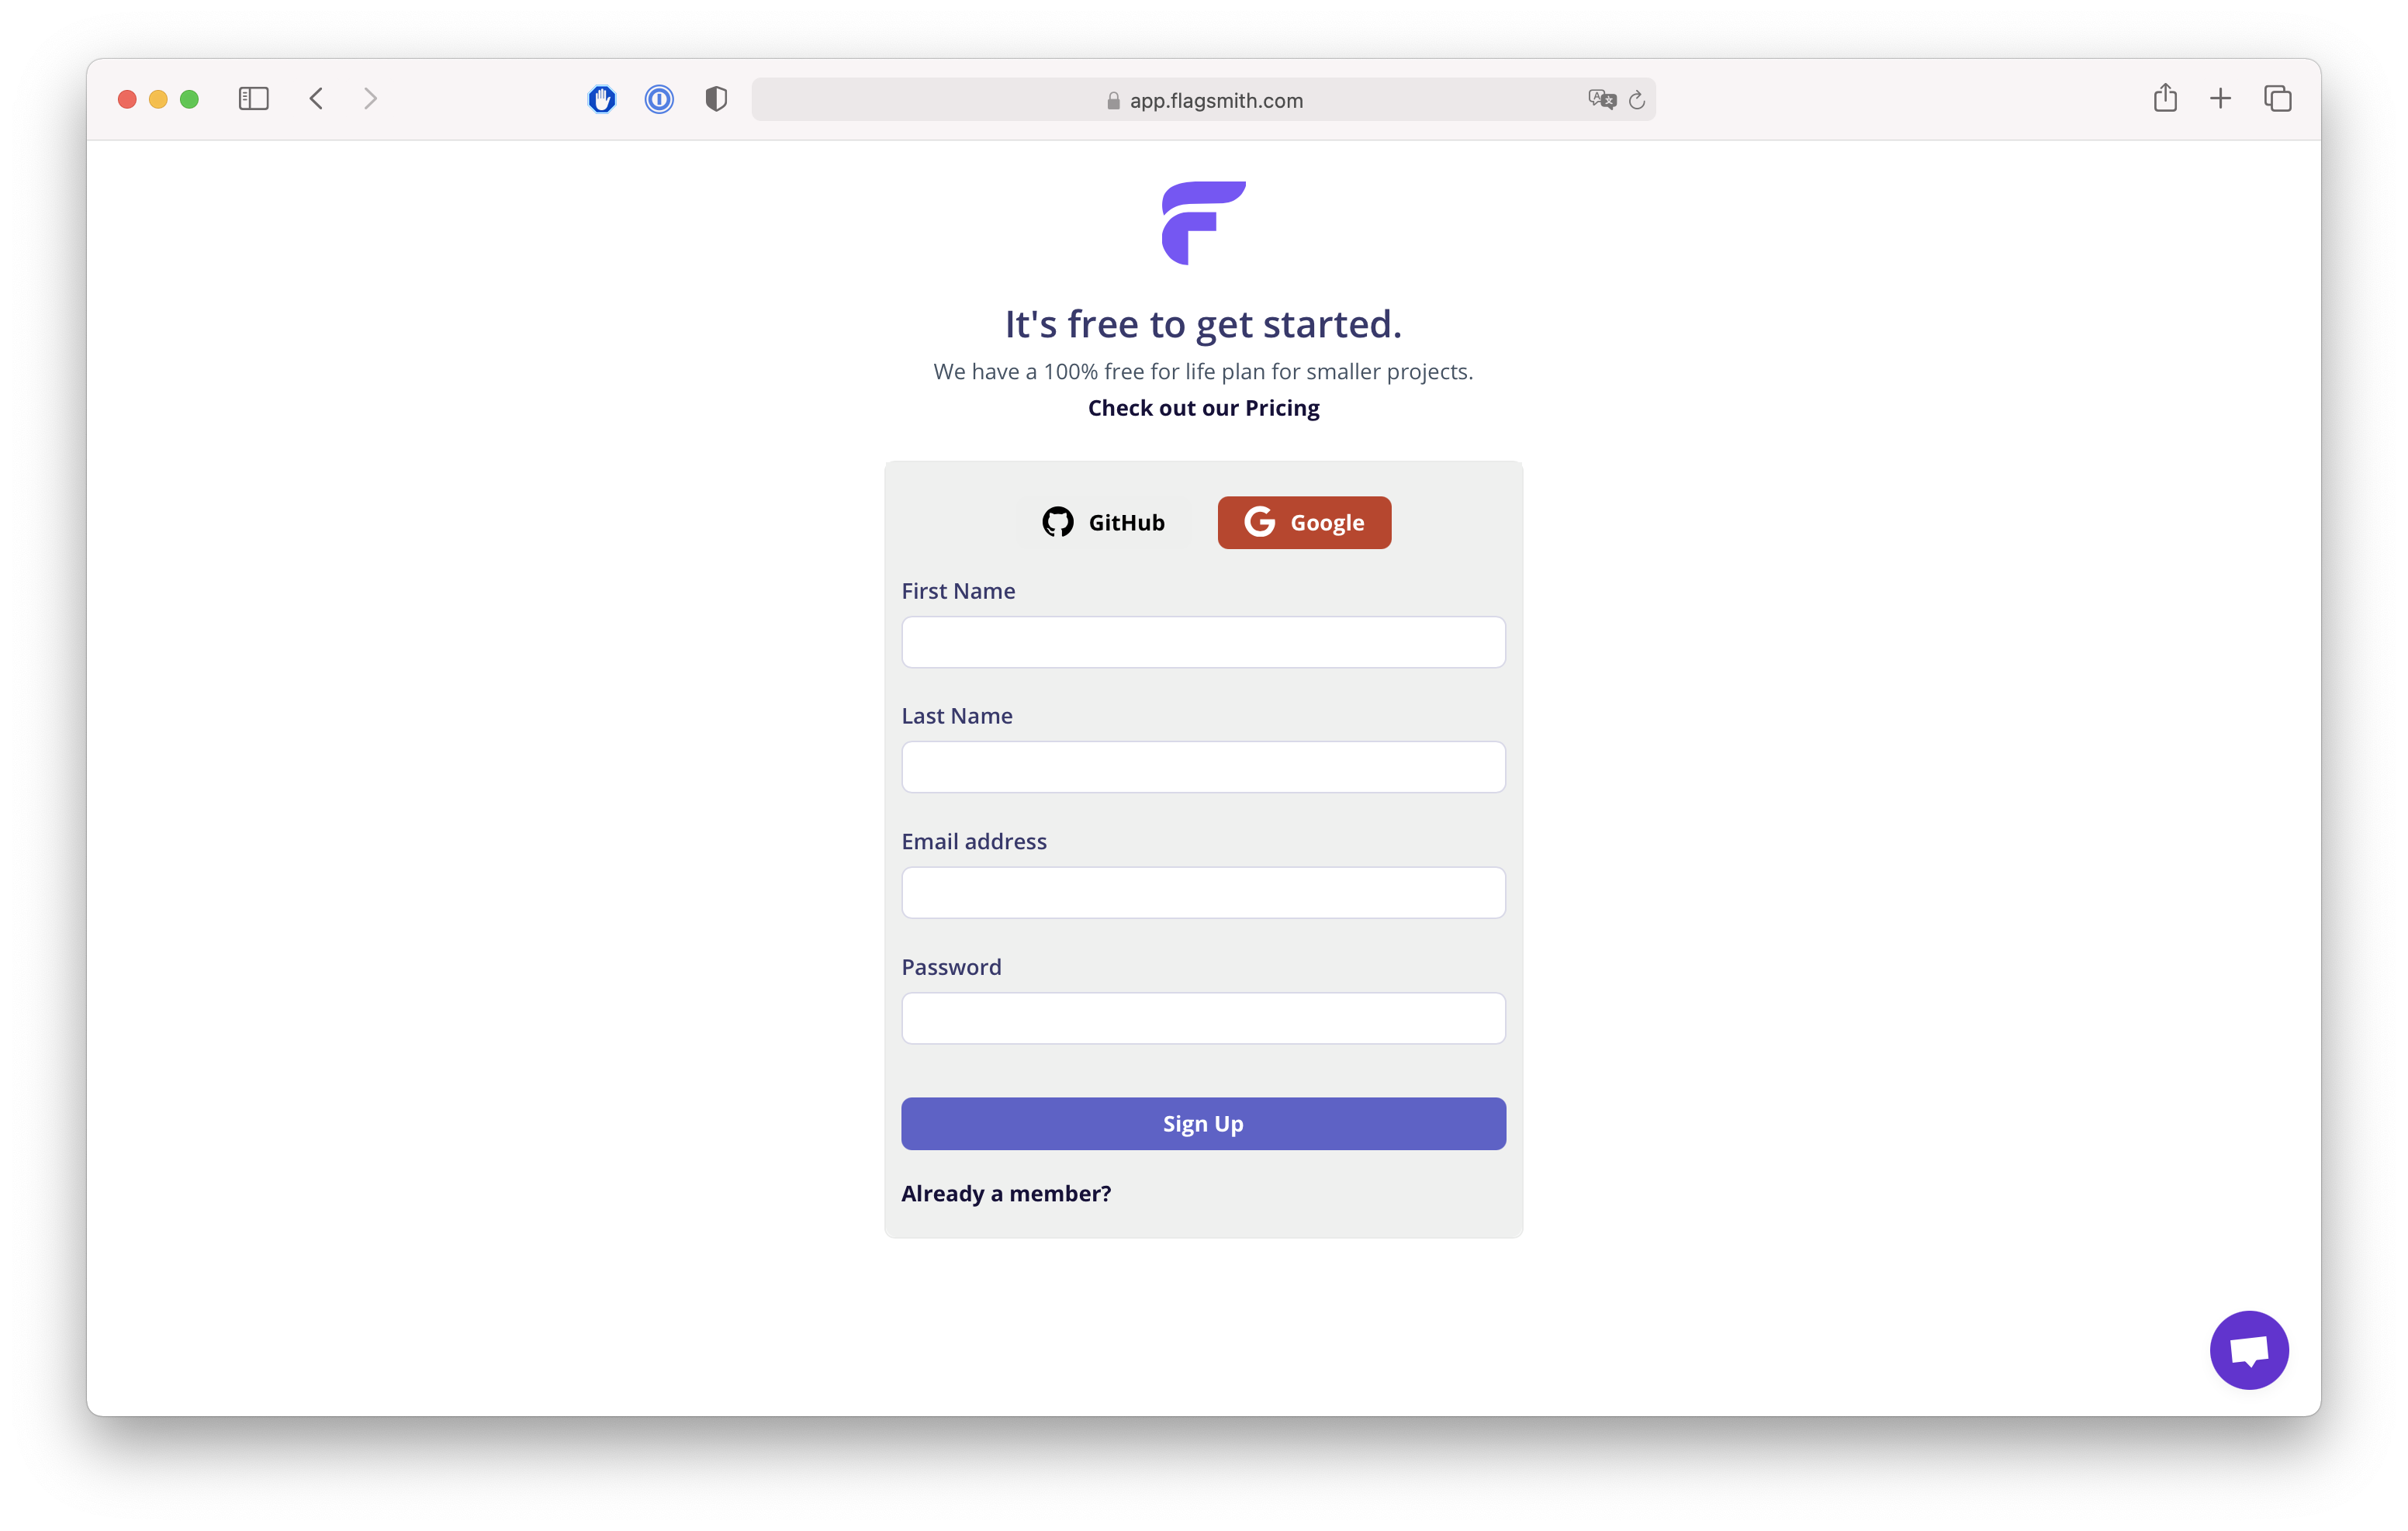 app.flagsmith.com
It's free to get started.
We have a 100% free for life plan for smaller projects.
Check out our Pricing
GitHub
Google
First Name
Last Name
Email address
Password
Sign Up
Already a member?